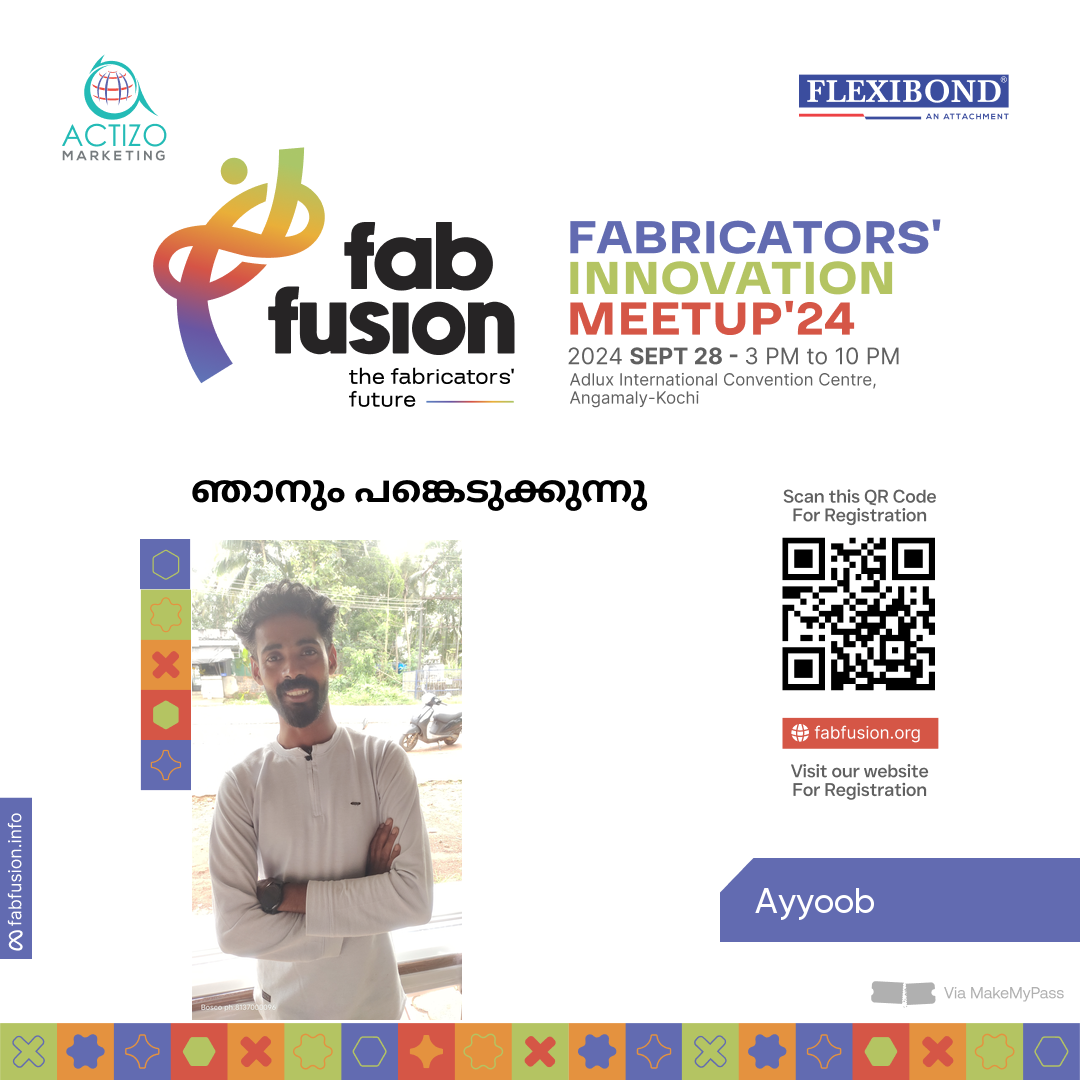 ACTIZO
MARKETING
FLEXIBOND®
AN ATTACHMENT
fab
fusion
the fabricators'
future
FABRICATORS'
INNOVATION
MEETUP'24
2024 SEPT 28 - 3 PM to 10 PM
Adlux International Convention Centre,
Angamaly-Kochi
ഞാനും പങ്കെടുക്കുന്നു
Scan this QR Code
For Registration
fabfusion.org
Visit our website
For Registration
fabfusion.info
Ayyoob
Via MakeMyPass